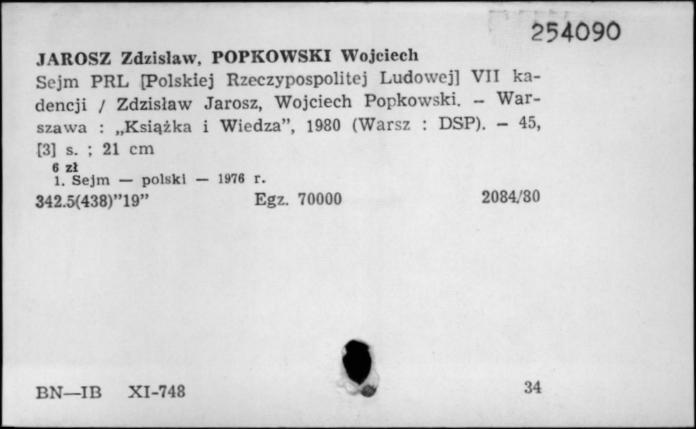 254090
JAROSZ Zdzisław, POPKOWSKI Wojciech
Sejm PRL [Polskiej Rzeczypospolitej Ludowej] VII ka-
dencji / Zdzisław Jarosz, Wojciech Popkowski. – War-
szawa : „Książka i Wiedza”, 1980 (Warsz : DSP). – 45,
[3] s. ; 21 cm
6 zł
1. Sejm — polski — 1976 r.
342.5(438)”19” Egz. 70000 2084/80
BN—IB XI-748 34